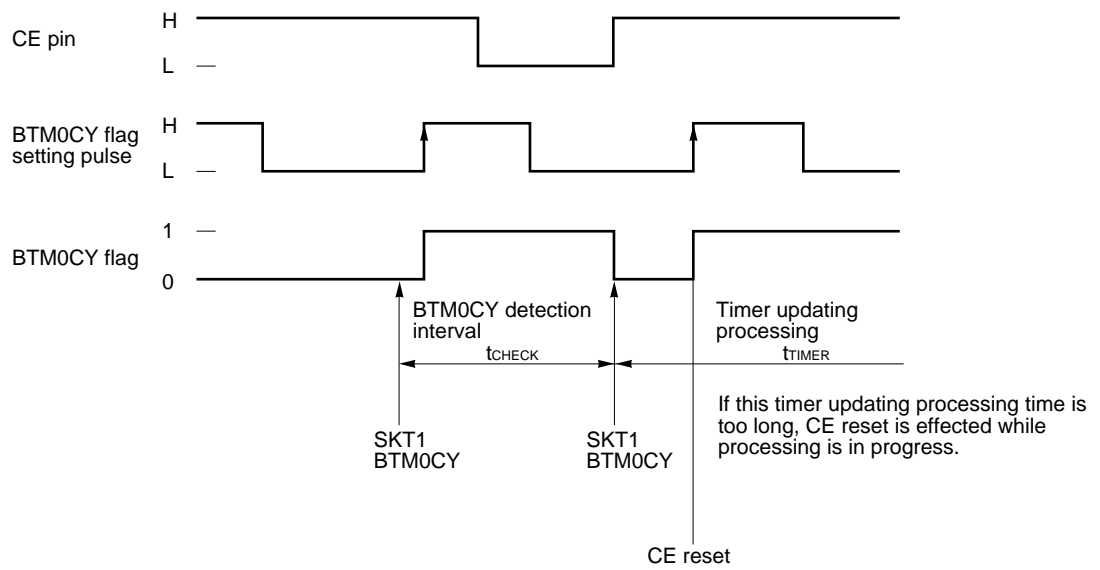 CE pin
H
L
BTM0CY flag
setting pulse
H
L
BTM0CY flag
1
0
BTM0CY detection
interval
tCHECK
Timer updating
processing
tTIMER
If this timer updating processing time is
too long, CE reset is effected while
processing is in progress.
SKT1
BTM0CY
SKT1
BTM0CY
CE reset